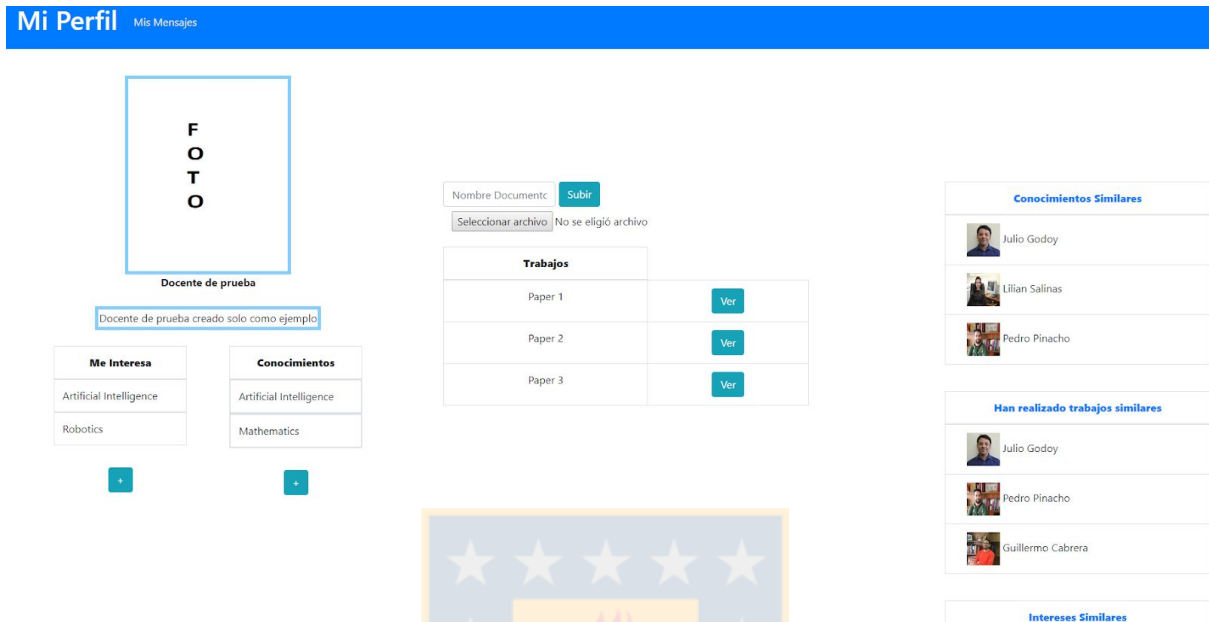 Mi Perfil Mis Mensajes
F
O
T
O
Docente de prueba
Docente de prueba creado solo como ejemplo
Me Interesa
Artificial Intelligence
Robotics
+
Conocimientos
Artificial Intelligence
Mathematics
+
Nombre Documento Subir
Seleccionar archivo No se eligió archivo
Trabajos
Paper 1 Ver
Paper 2 Ver
Paper 3 Ver
Conocimientos Similares
Julio Godoy
Lilian Salinas
Pedro Pinacho
Han realizado trabajos similares
Julio Godoy
Pedro Pinacho
Guillermo Cabrera
Intereses Similares